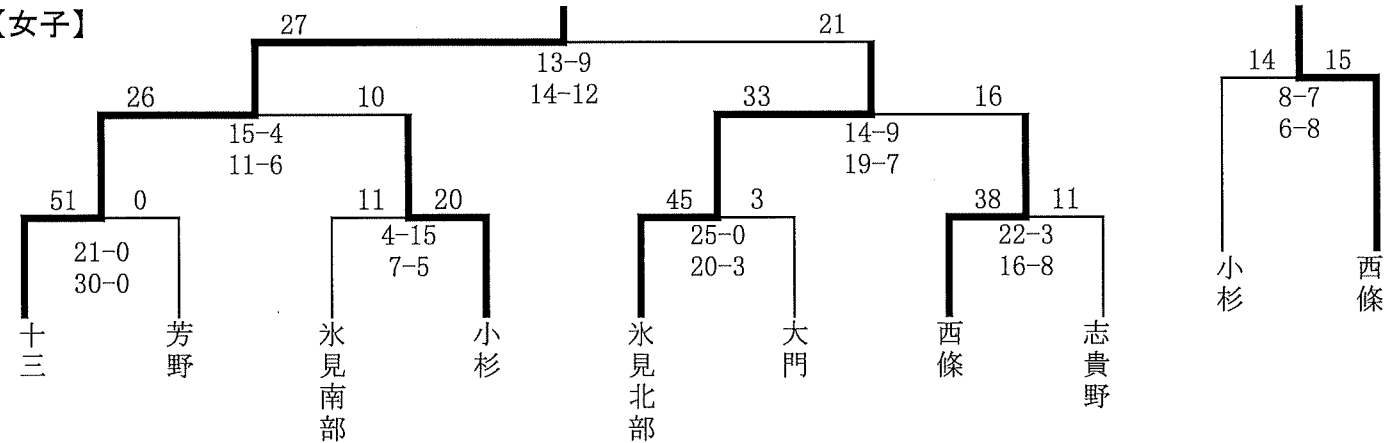 【女子】
27 21
13-9
14-12
26 10 33 16
15-4 14-9
11-6 19-7
51 0 11 20 45 3 38 11
21-0 4-15 25-0 22-3
30-0 7-5 20-3 16-8
十三 芳野 氷見南部 小杉 氷見北部 大門 西條 志貴野
14 15
8-7
6-8
小杉 西條